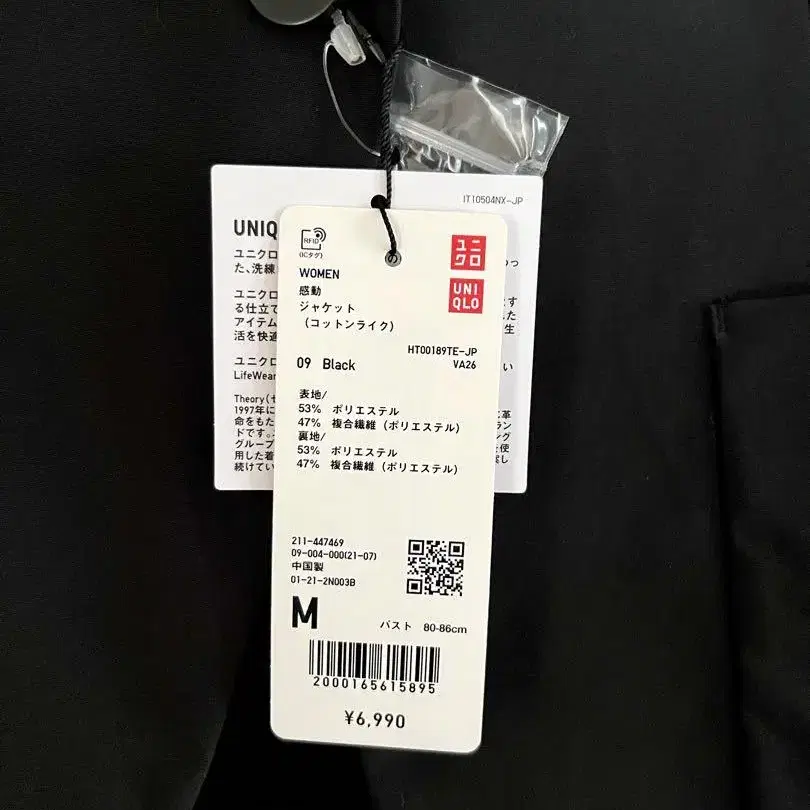 IT10504NX-JP
UNIQ
ユニクロ
た、洗練
ユニクロ
る仕立て
アイテム
活を快適
ユニクロ
LifeWear
Theory(セ
1997年に
命をもた
ドです。
グループ
用した着
続けてい
RFID
(ICタグ)
ユニ
クロ
UNI
QLO
WOMEN
感動
ジャケット
(コットンライク)
HT00189TE-JP
VA26
09 Black
表地/
53% ポリエステル
47% 複合繊維(ポリエステル)
裏地/
53% ポリエステル
47% 複合繊維(ポリエステル)
211-447469
09-004-000(21-07)
中国製
01-21-2N003B
M
バスト 80-86cm
2000165615895
¥6,990